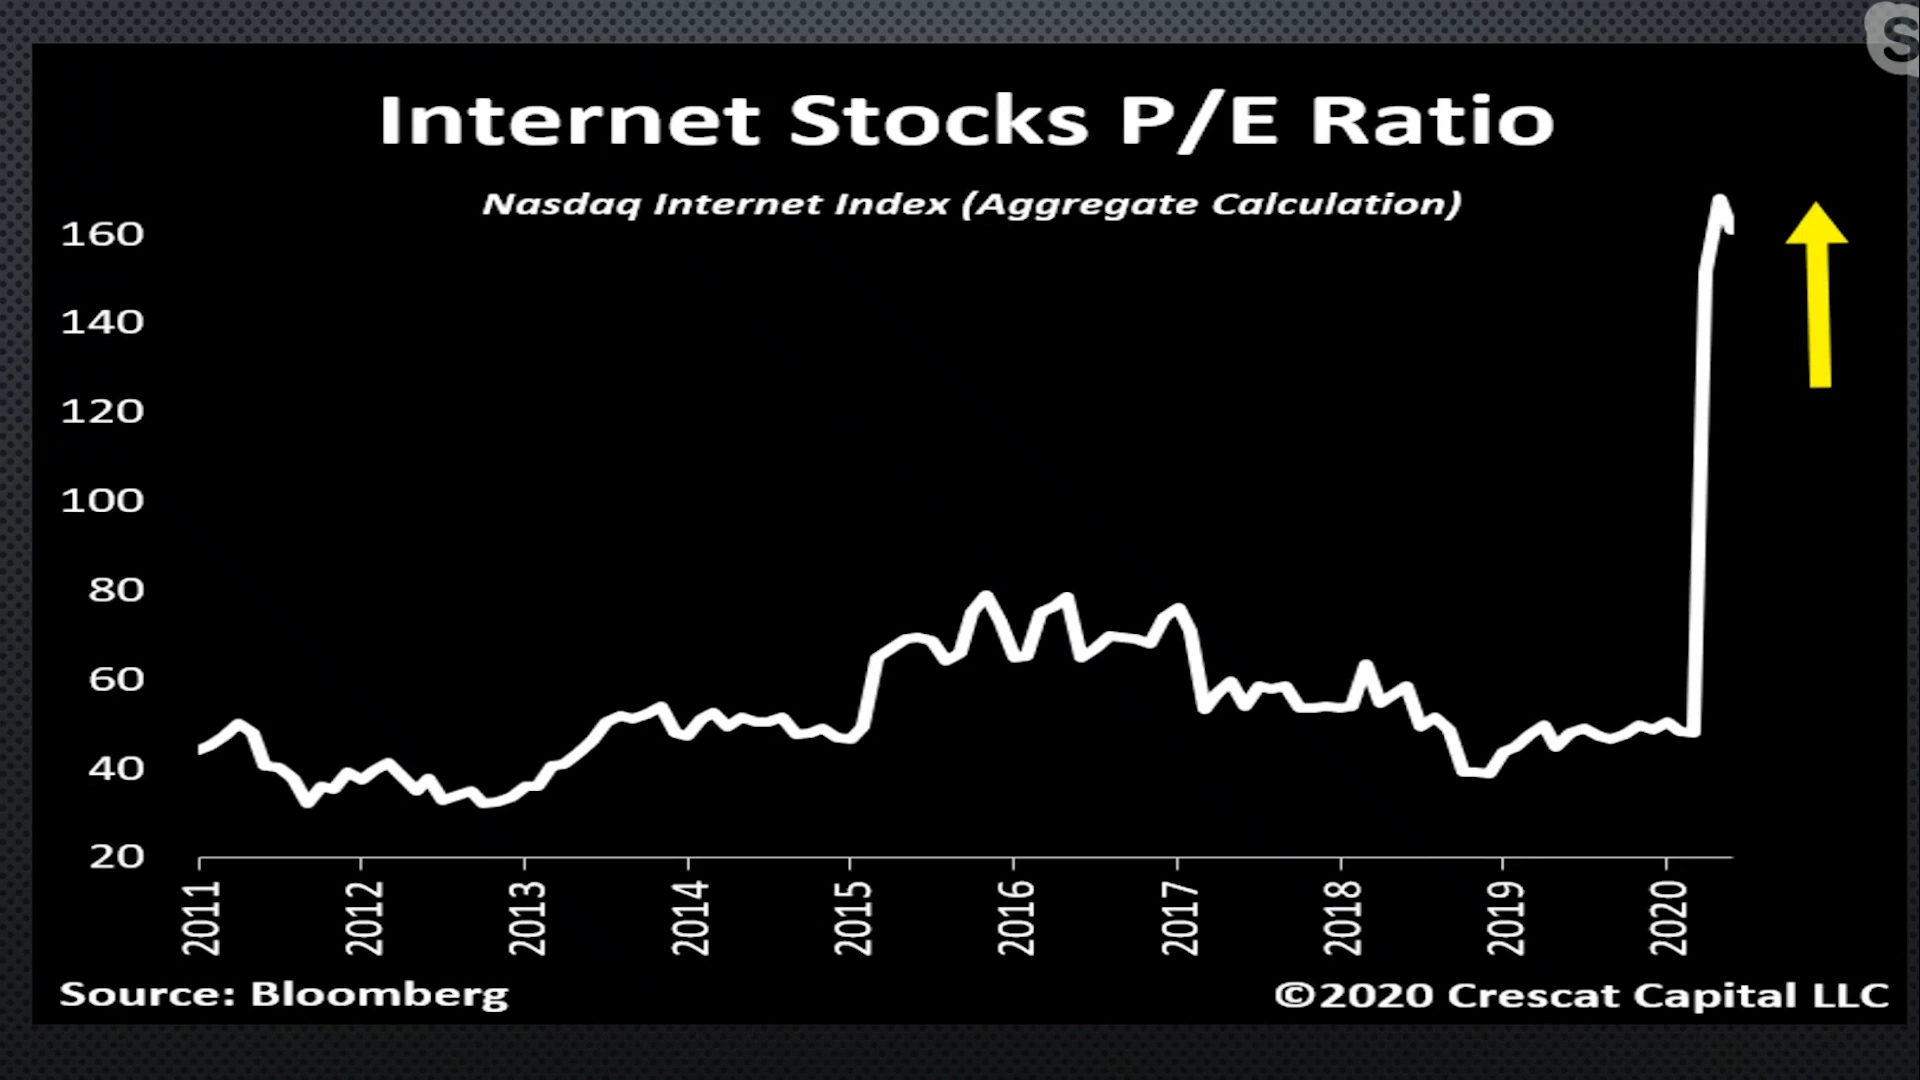 S
Internet Stocks P/E Ratio
Nasdaq Internet Index (Aggregate Calculation)
160
140
120
100
80
60
40
20
2011 2012 2013 2014 2015 2016 2017 2018 2019 2020
Source: Bloomberg ©2020 Crescat Capital LLC